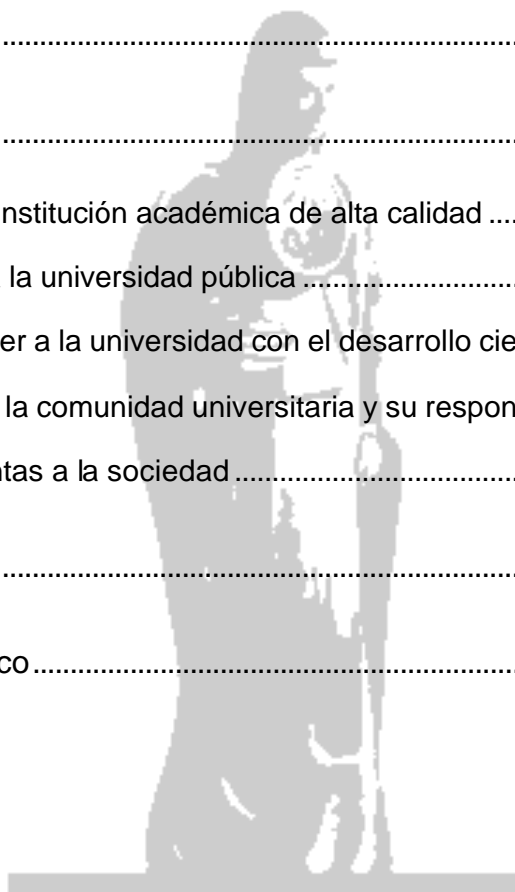 ........................................................................
........................................................................
nstitución académica de alta calidad ....
la universidad pública ..............................
er a la universidad con el desarrollo cie
la comunidad universitaria y su respon
ntas a la sociedad .......................................
........................................................................
co ..................................................................